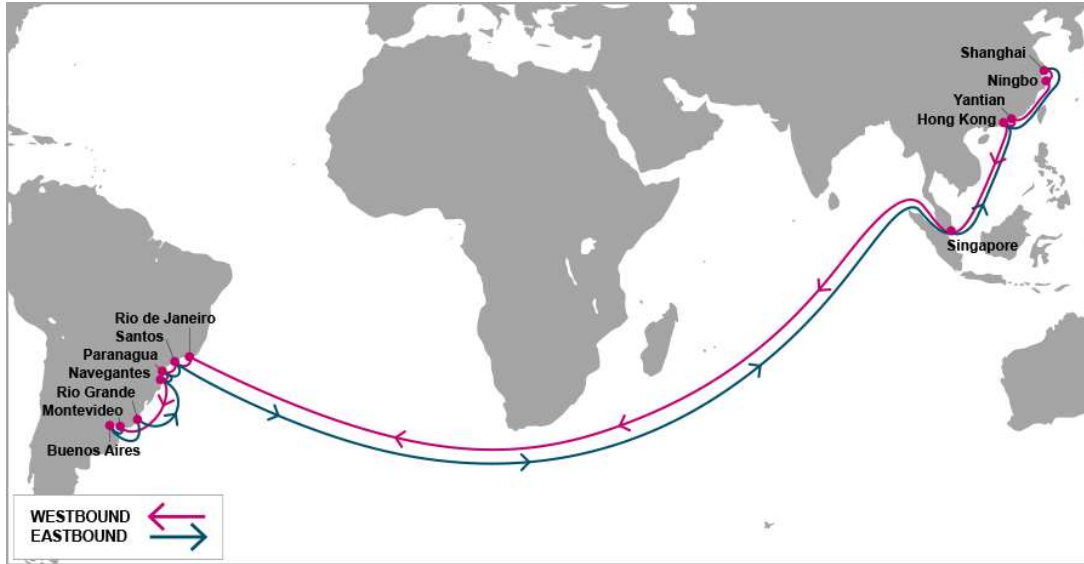 Shanghai
Ningbo
Yantian
Hong Kong
Singapore
Rio de Janeiro
Santos
Paranagua
Navegantes
Rio Grande
Montevideo
Buenos Aires
WESTBOUND
EASTBOUND